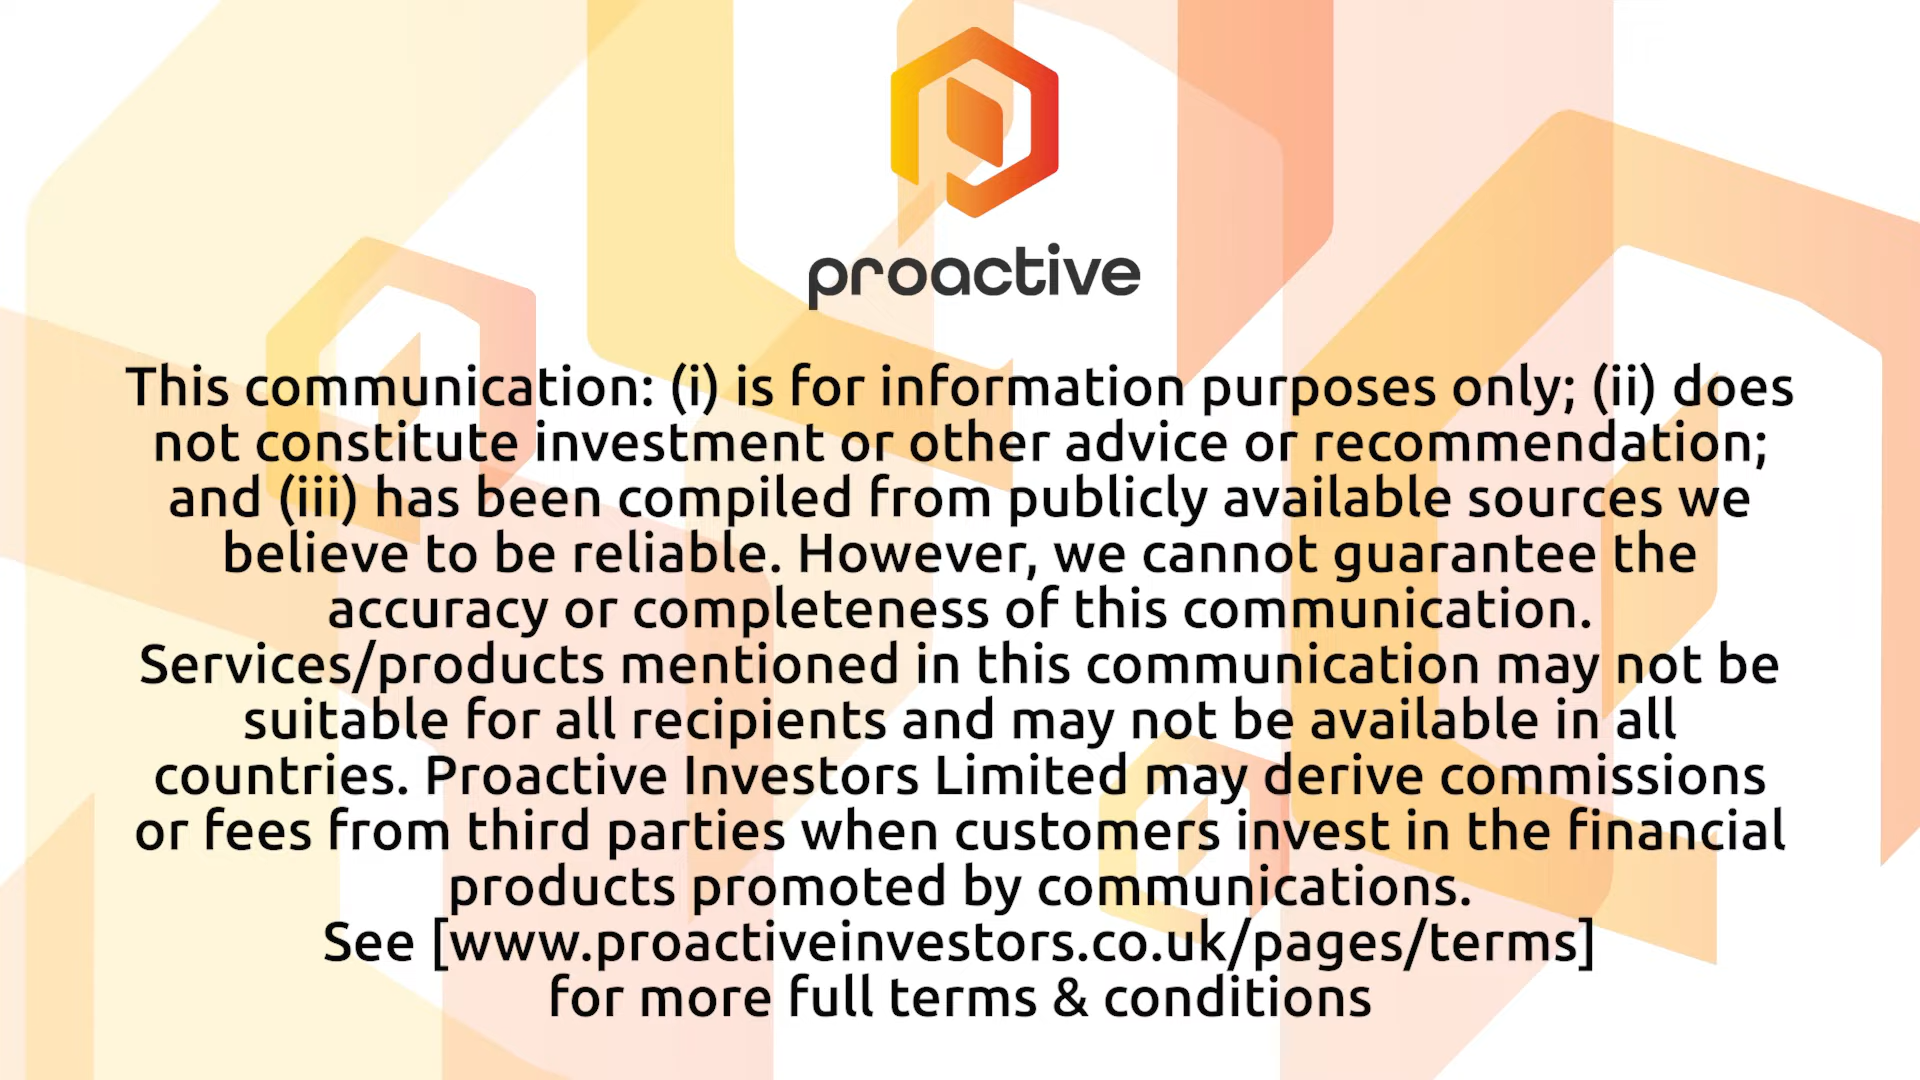 proactive
This communication: (i) is for information purposes only; (ii) does
not constitute investment or other advice or recommendation;
and (iii) has been compiled from publicly available sources we
believe to be reliable. However, we cannot guarantee the
accuracy or completeness of this communication.
Services/products mentioned in this communication may not be
suitable for all recipients and may not be available in all
countries. Proactive Investors Limited may derive commissions
or fees from third parties when customers invest in the financial
products promoted by communications.
See [www.proactiveinvestors.co.uk/pages/terms]
for more full terms & conditions